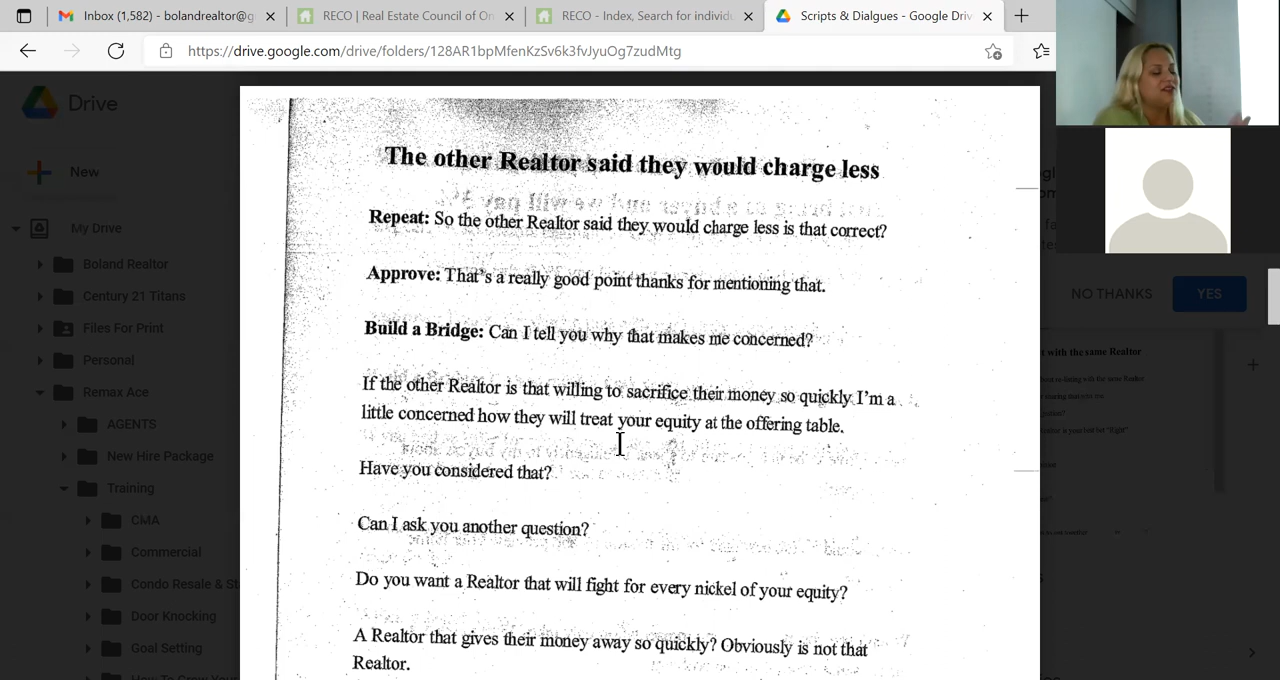 Inbox (1,582) - bolandrealtor@g
RECO | Real Estate Council of On
RECO - Index, Search for individu
Scripts & Dialgues - Google Driv
https://drive.google.com/drive/folders/128AR1bpMfenKzSv6k3fvJyuOg7zudMtg
Drive
New
My Drive
Boland Realtor
Century 21 Titans
Files For Print
Personal
Remax Ace
AGENTS
New Hire Package
Training
CMA
Commercial
Condo Resale & St
Door Knocking
Goal Setting
How To Grow Your
The other Realtor said they would charge less
Repeat: So the other Realtor said they would charge less is that correct?
Approve: That's a really good point thanks for mentioning that.
Build a Bridge: Can I tell you why that makes me concerned?
If the other Realtor is that willing to sacrifice their money so quickly I'm a
little concerned how they will treat your equity at the offering table.
Have you considered that?
Can I ask you another question?
Do you want a Realtor that will fight for every nickel of your equity?
A Realtor that gives their money away so quickly? Obviously is not that
Realtor.
NO THANKS
YES
t with the same Realtor